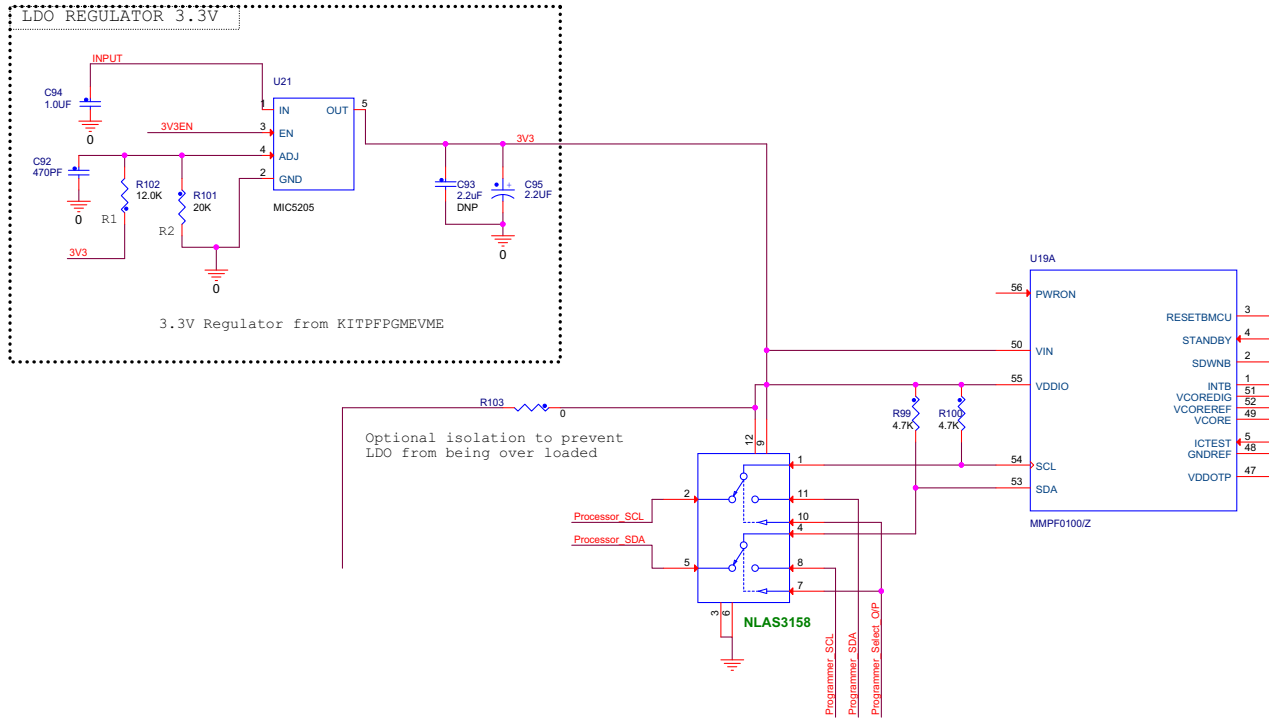 LDO REGULATOR 3.3V
INPUT
C94
1.0UF
0
U21
1
IN
OUT
5
3V3EN
3
EN
4
ADJ
2
GND
MIC5205
C92
470PF
0
R102
12.0K
R1
R101
20K
R2
3V3
0
3V3
C93
2.2uF
DNP
C95
2.2UF
0
3.3V Regulator from KITPFPGMEVME
R103
0
Optional isolation to prevent
LDO from being over loaded
U19A
56
PWRON
50
VIN
55
VDDIO
54
SCL
53
SDA
RESETBMCU
3
STANDBY
4
SDWNB
2
INTB
1
VCOREDIG
51
VCOREREF
52
VCORE
49
ICTEST
5
GNDREF
48
VDDOTP
47
MMPF0100/Z
R99
4.7K
R100
4.7K
12
9
1
2
11
10
4
5
8
7
3
6
Processor_SCL
Processor_SDA
NLAS3158
Programmer_SCL
Programmer_SDA
Programmer_Select_O/P